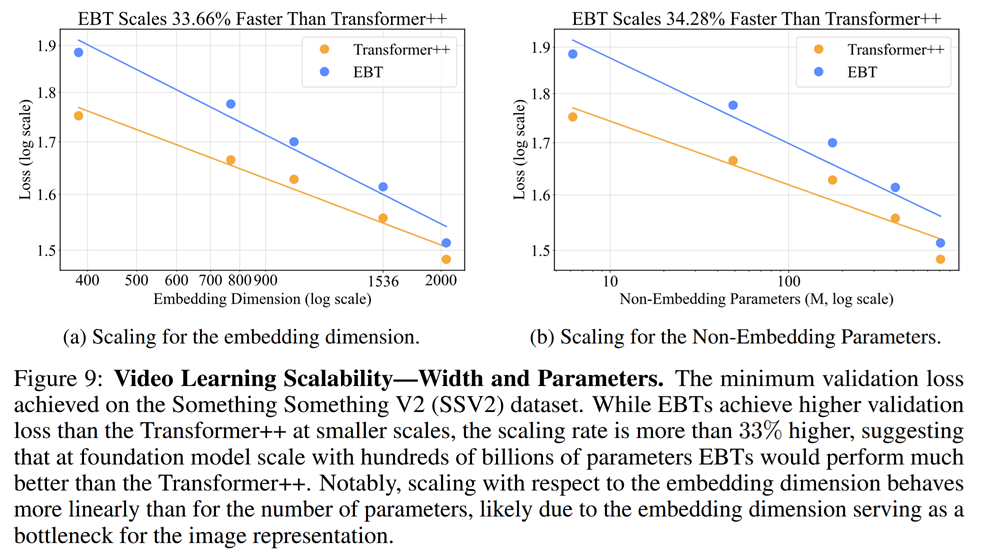 EBT Scales 33.66% Faster Than Transformer++
Loss (log scale)
1.9
1.8
1.7
1.6
1.5
Transformer++
EBT
400 500 600 700 800 900 1536 2000
Embedding Dimension (log scale)
(a) Scaling for the embedding dimension.
EBT Scales 34.28% Faster Than Transformer++
Loss (log scale)
1.9
1.8
1.7
1.6
1.5
Transformer++
EBT
10 100
Non-Embedding Parameters (M, log scale)
(b) Scaling for the Non-Embedding Parameters.
Figure 9: Video Learning Scalability—Width and Parameters. The minimum validation loss
achieved on the Something Something V2 (SSV2) dataset. While EBTs achieve higher validation
loss than the Transformer++ at smaller scales, the scaling rate is more than 33% higher, suggesting
that at foundation model scale with hundreds of billions of parameters EBTs would perform much
better than the Transformer++. Notably, scaling with respect to the embedding dimension behaves
more linearly than for the number of parameters, likely due to the embedding dimension serving as a
bottleneck for the image representation.